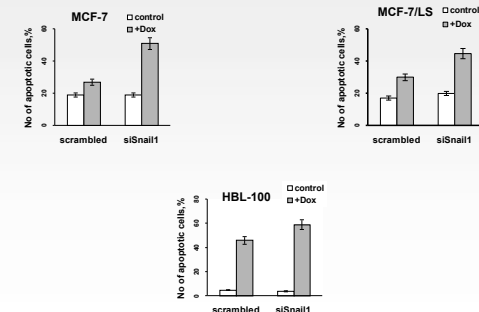 MCF-7
control
+Dox
No of apoptotic cells,%
60
40
20
0
scrambled siSnail1
MCF-7/LS
control
+Dox
No of apoptotic cells,%
60
40
20
0
scrambled siSnail1
HBL-100
control
+Dox
No of apoptotic cells,%
80
60
40
20
0
scrambled siSnail1